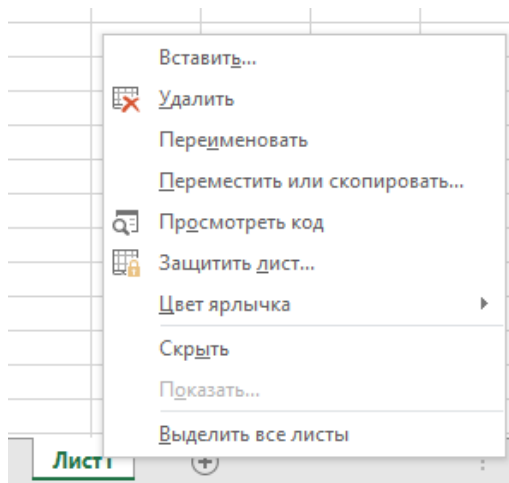 Вставить...
Удалить
Переименовать
Переместить или скопировать...
Просмотреть код
Защитить лист...
Цвет ярлычка
Скрыть
Показать...
Выделить все листы
Лист1